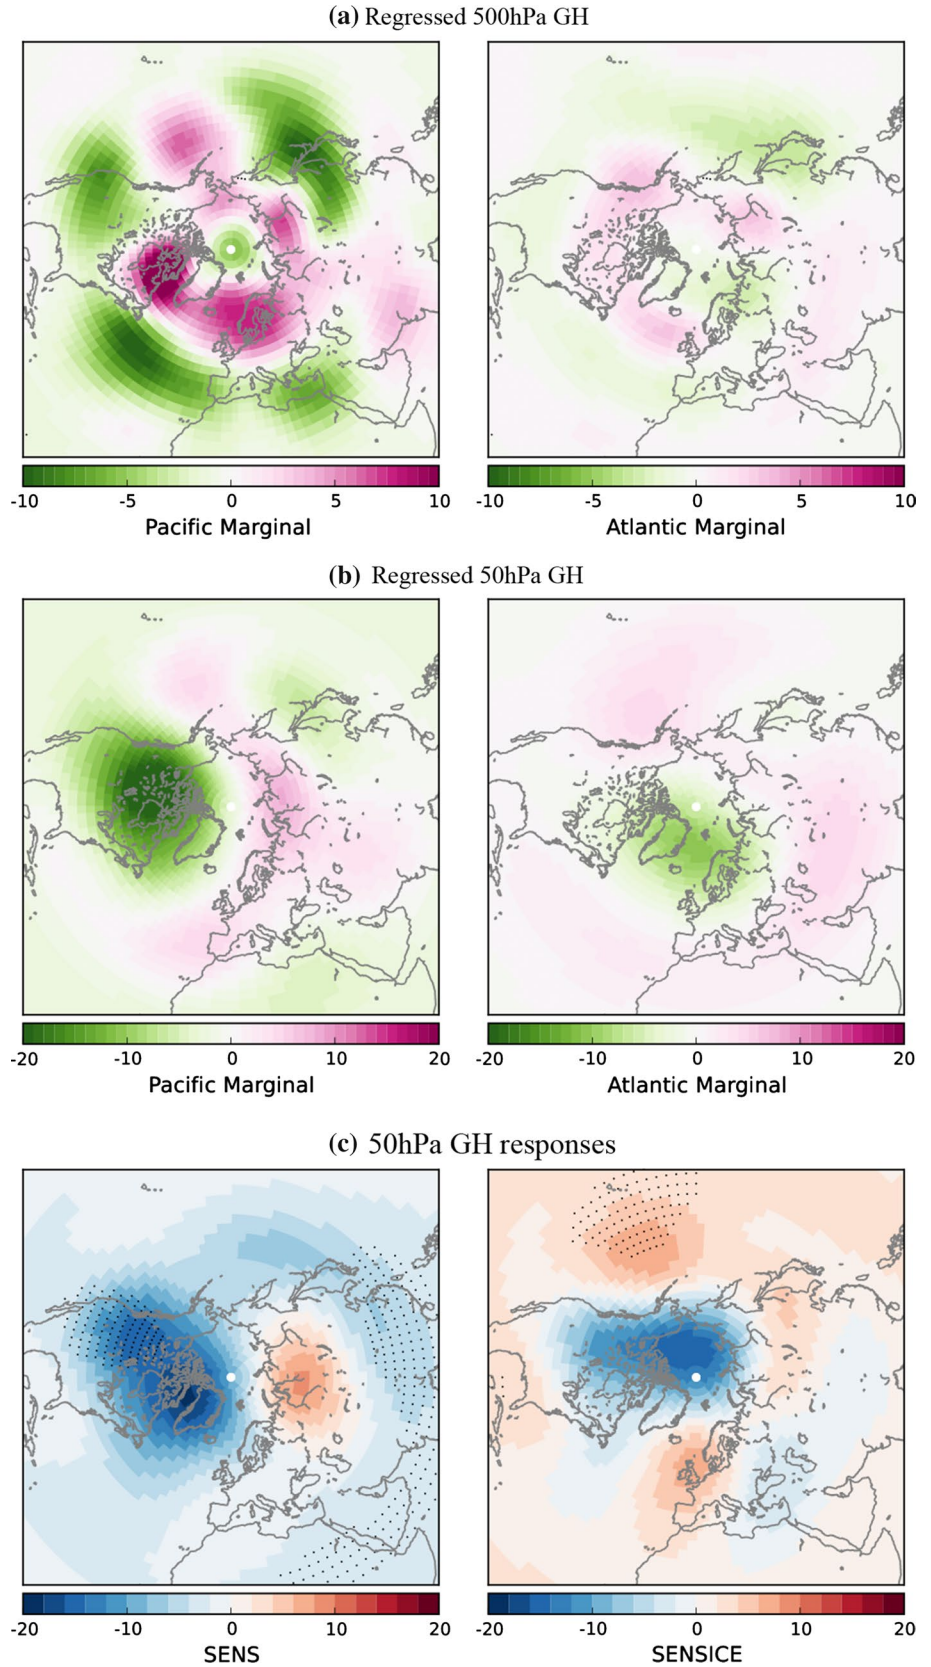 (a) Regressed 500hPa GH
-10 -5 0 5 10 -10 -5 0 5 10
Pacific Marginal Atlantic Marginal
(b) Regressed 50hPa GH
-20 -10 0 10 20 -20 -10 0 10 20
Pacific Marginal Atlantic Marginal
(c) 50hPa GH responses
-20 -10 0 10 20 -20 -10 0 10 20
SENS SENSICE